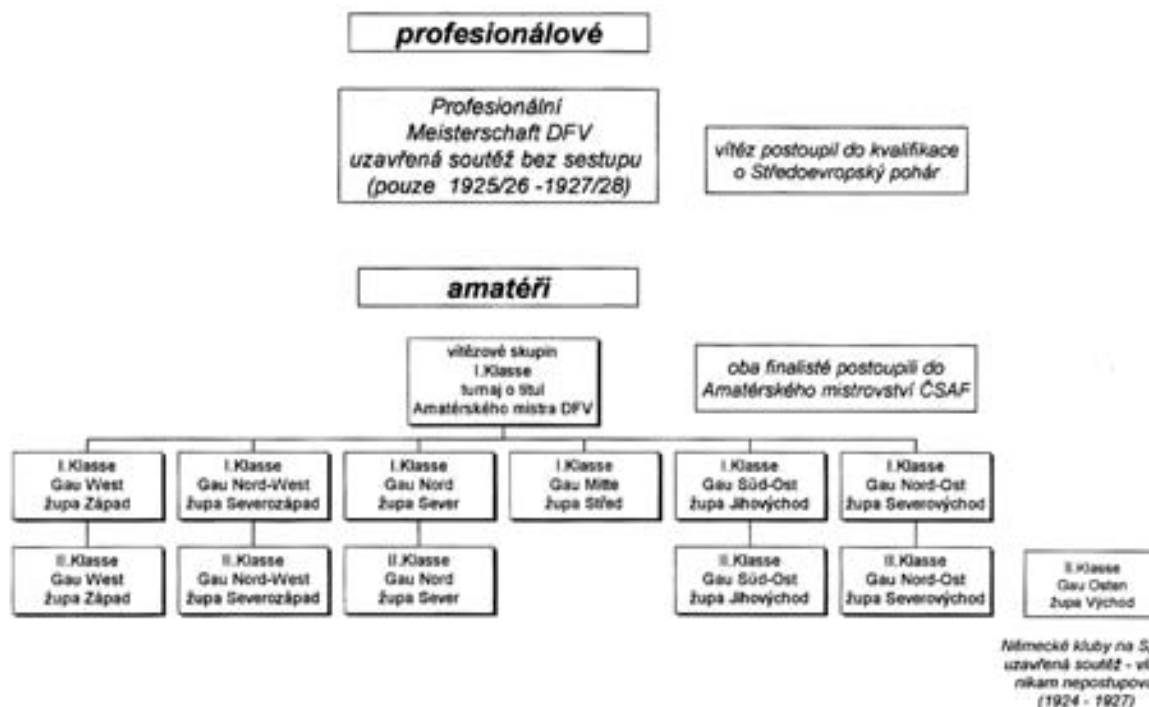 profesionálové
Profesionální
Meisterschaft DFV
uzavřená soutěž bez sestupu
(pouze 1925/26 -1927/28)
vítěz postoupil do kvalifikace
o Středoevropský pohár
amatéři
vítězové skupin
I.Klasse
turnaj o titul
Amatérského mistra DFV
oba finalisté postoupili do
Amatérského mistrovství ČSAF
I.Klasse
Gau West
župa Západ
I.Klasse
Gau Nord-West
župa Severozápad
I.Klasse
Gau Nord
župa Sever
I.Klasse
Gau Mitte
župa Střed
I.Klasse
Gau Süd-Ost
župa Jihovýchod
I.Klasse
Gau Nord-Ost
župa Severovýchod
II.Klasse
Gau West
župa Západ
II.Klasse
Gau Nord-West
župa Severozápad
II.Klasse
Gau Nord
župa Sever
II.Klasse
Gau Süd-Ost
župa Jihovýchod
II.Klasse
Gau Nord-Ost
župa Severovýchod
II.Klasse
Gau Osten
župa Východ
Německé kluby na
uzavřená soutěž -
nikam
(1924 - 1927)